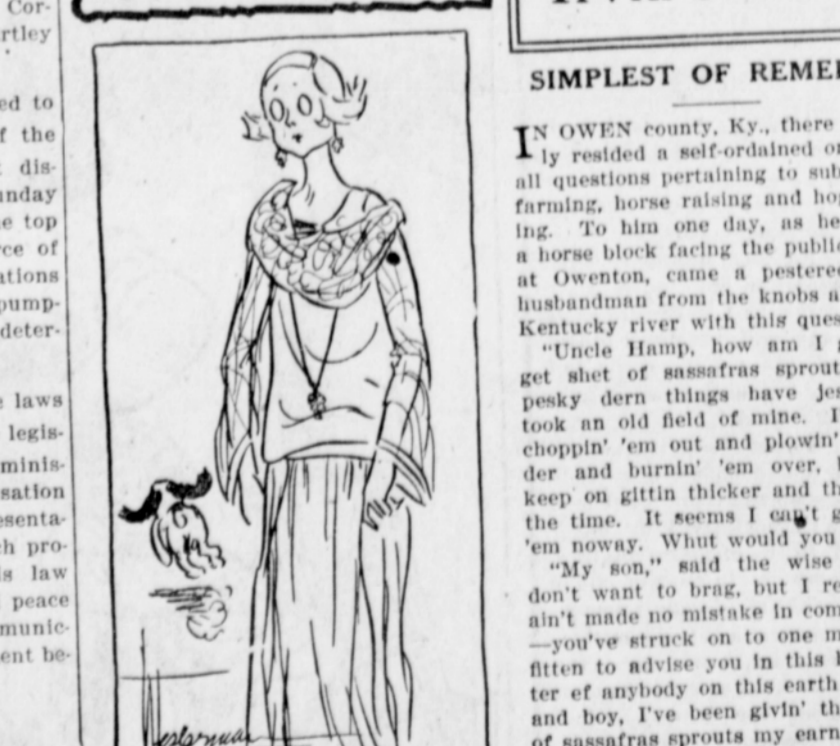 Cor-
rtley
ed to
f the
dis-
unday
e top
rce of
ations
pump-
deter-
laws
legis-
minis-
sation
esenta-
ch pro-
s law
peace
munic-
ent be-
SIMPLEST OF REME
IN OWEN county, Ky., there
ly resided a self-ordained or
all questions pertaining to sub
farming, horse raising and ho
ing. To him one day, as he
a horse block facing the public
at Owenton, came a pestered
husbandman from the knobs a
Kentucky river with this ques
"Uncle Hamp, how am I g
get shet of sassafras sprout
pesky dern things have jes
took an old field of mine. I
choppin' 'em out and plowin'
der and burnin' 'em over,
keep on gittin thicker and th
the time. It seems I can't g
'em noway. Whut would you
"My son," said the wise
don't want to brag, but I re
ain't made no mistake in com
—you've struck on to one m
fitten to advise you in this
ter ef anybody on this earth
and boy, I've been givin' th
of sassafras sprouts my earn